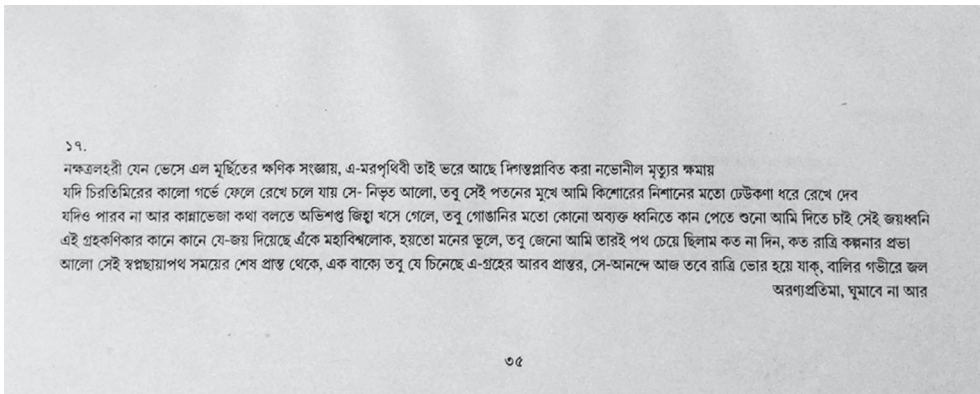 ১৭.
নক্ষত্রলহরী যেন ভেসে এল মূর্ছিতের ক্ষণিক সংজ্ঞায়, এ-মরপৃথিবী তাই ভরে আছে দিগন্তপ্লাবিত করা নভোনীল মৃত্যুর ক্ষমায়
যদি চিরতিমিরের কালো গর্ভে ফেলে রেখে চলে যায় সে- নিভৃত আলো, তবু সেই পতনের মুখে আমি কিশোরের নিশানের মতো ঢেউকণা ধরে রেখে দেব
যদিও পারব না আর কান্নাভেজা কথা বলতে অভিশপ্ত জিহ্বা খসে গেলে, তবু গোঙানির মতো কোনো অব্যক্ত ধ্বনিতে কান পেতে শুনো আমি দিতে চাই সেই জয়ধ্বনি
এই গ্রহকণিকার কানে কানে যে-জয় দিয়েছে এঁকে মহাবিশ্বলোক, হয়তো মনের ভুলে, তবু জেনো আমি তারই পথ চেয়ে ছিলাম কত না দিন, কত রাত্রি কল্পনার প্রভা
আলো সেই স্বপ্নছায়াপথ সময়ের শেষ প্রান্ত থেকে, এক বাক্যে তবু যে চিনেছে এ-গ্রহের আরব প্রান্তর, সে-আনন্দে আজ তবে রাত্রি ভোর হয়ে যাক্, বালির গভীরে জল
অরণ্যপ্রতিমা, ঘুমাবে না আর
৩৫